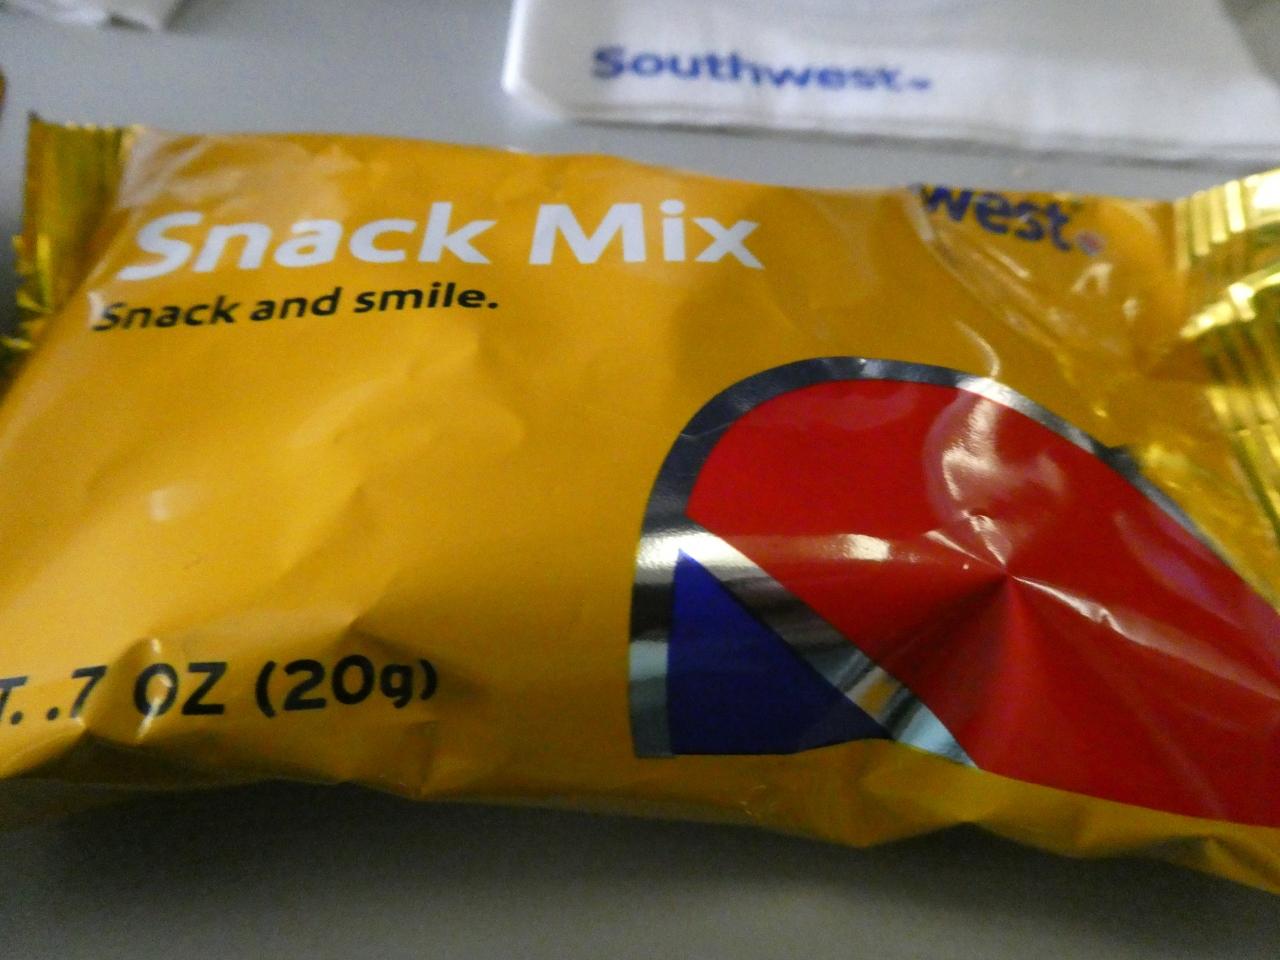 Southwest
Snack Mix
west
Snack and smile.
T. .7 OZ (20g)